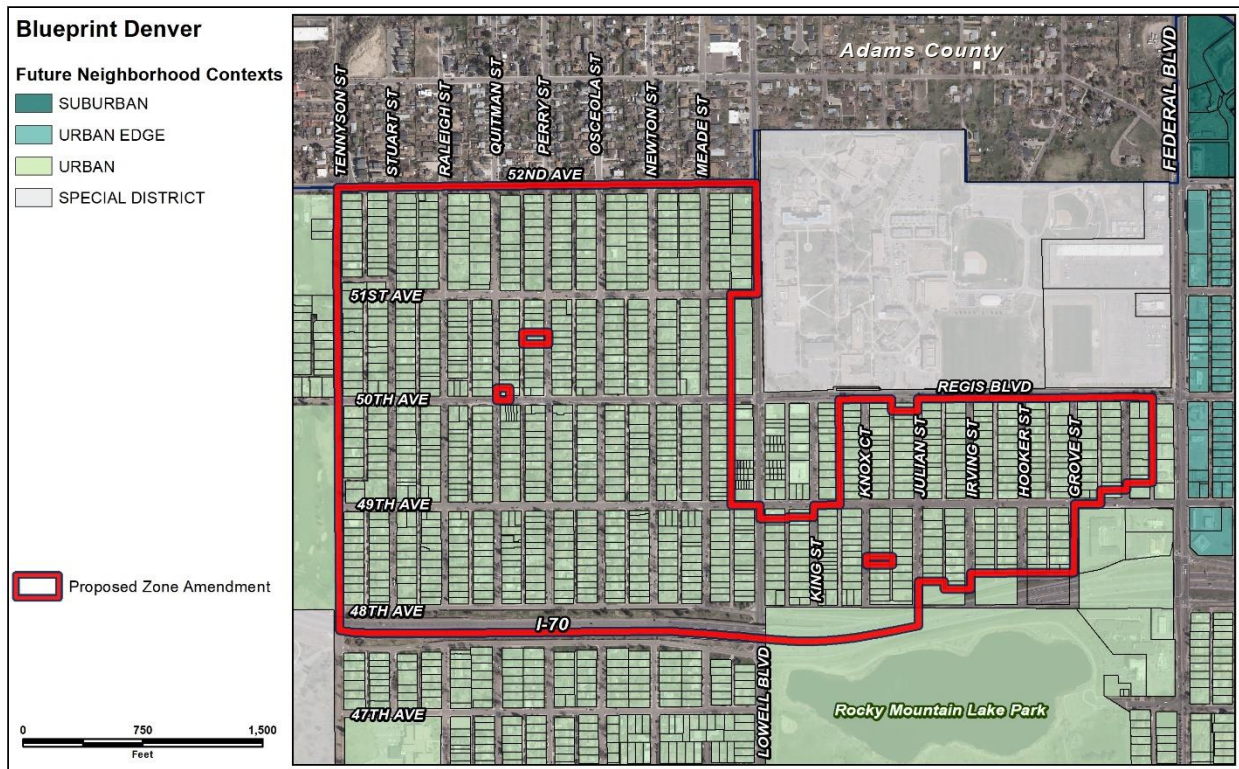 Blueprint Denver
Future Neighborhood Contexts
SUBURBAN
URBAN EDGE
URBAN
SPECIAL DISTRICT
Proposed Zone Amendment
0 750 1,500
Feet
Adams County
TENNYSON ST
STUART ST
RALEIGH ST
QUITMAN ST
PERRY ST
OSCEOLA ST
NEWTON ST
MEADE ST
FEDERAL BLVD
52ND AVE
51ST AVE
50TH AVE
REGIS BLVD
KNOX CT
JULIAN ST
IRVING ST
HOOKER ST
GROVE ST
49TH AVE
KING ST
48TH AVE
I-70
LOWELL BLVD
47TH AVE
Rocky Mountain Lake Park